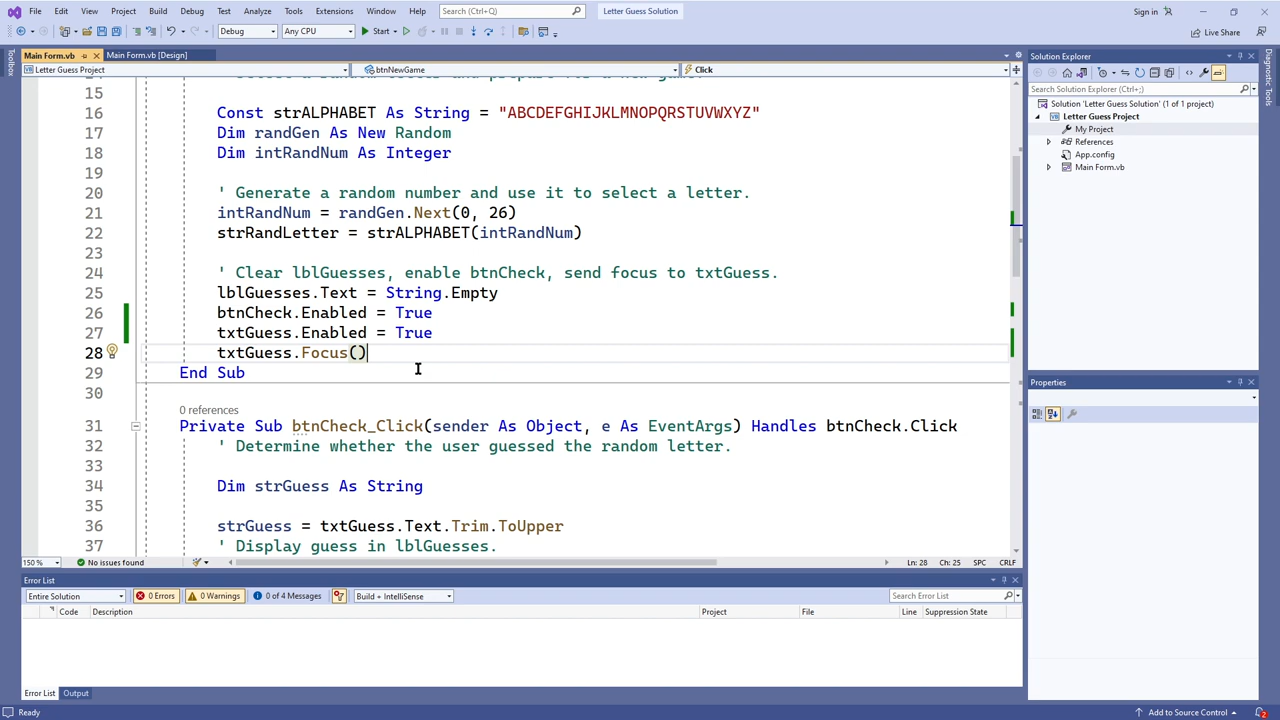 File Edit View Project Build Debug Test Analyze Tools Extensions Window Help Search (Ctrl+Q) Letter Guess Solution Sign in
Debug Any CPU Start Live Share
Main Form.vb Main Form.vb [Design]
Letter Guess Project btnNewGame Click
15
16 Const strALPHABET As String = "ABCDEFGHIJKLMNOPQRSTUVWXYZ"
17 Dim randGen As New Random
18 Dim intRandNum As Integer
19
20 ' Generate a random number and use it to select a letter.
21 intRandNum = randGen.Next(0, 26)
22 strRandLetter = strALPHABET(intRandNum)
23
24 ' Clear lblGuesses, enable btnCheck, send focus to txtGuess.
25 lblGuesses.Text = String.Empty
26 btnCheck.Enabled = True
27 txtGuess.Enabled = True
28 txtGuess.Focus()
29 End Sub
30
0 references
31 Private Sub btnCheck_Click(sender As Object, e As EventArgs) Handles btnCheck.Click
32 ' Determine whether the user guessed the random letter.
33
34 Dim strGuess As String
35
36 strGuess = txtGuess.Text.Trim.ToUpper
37 ' Display guess in lblGuesses.
150 % No issues found Ln: 28 Ch: 25 SPC CRLF
Error List
Entire Solution 0 Errors 0 Warnings 0 of 4 Messages Build + IntelliSense Search Error List
Code Description Project File Line Suppression State
Error List Output
Ready Add to Source Control 2
Toolbox
Solution Explorer
Search Solution Explorer (Ctrl+;)
Solution 'Letter Guess Solution' (1 of 1 project)
Letter Guess Project
My Project
References
App.config
Main Form.vb
Properties
Diagnostic Tools